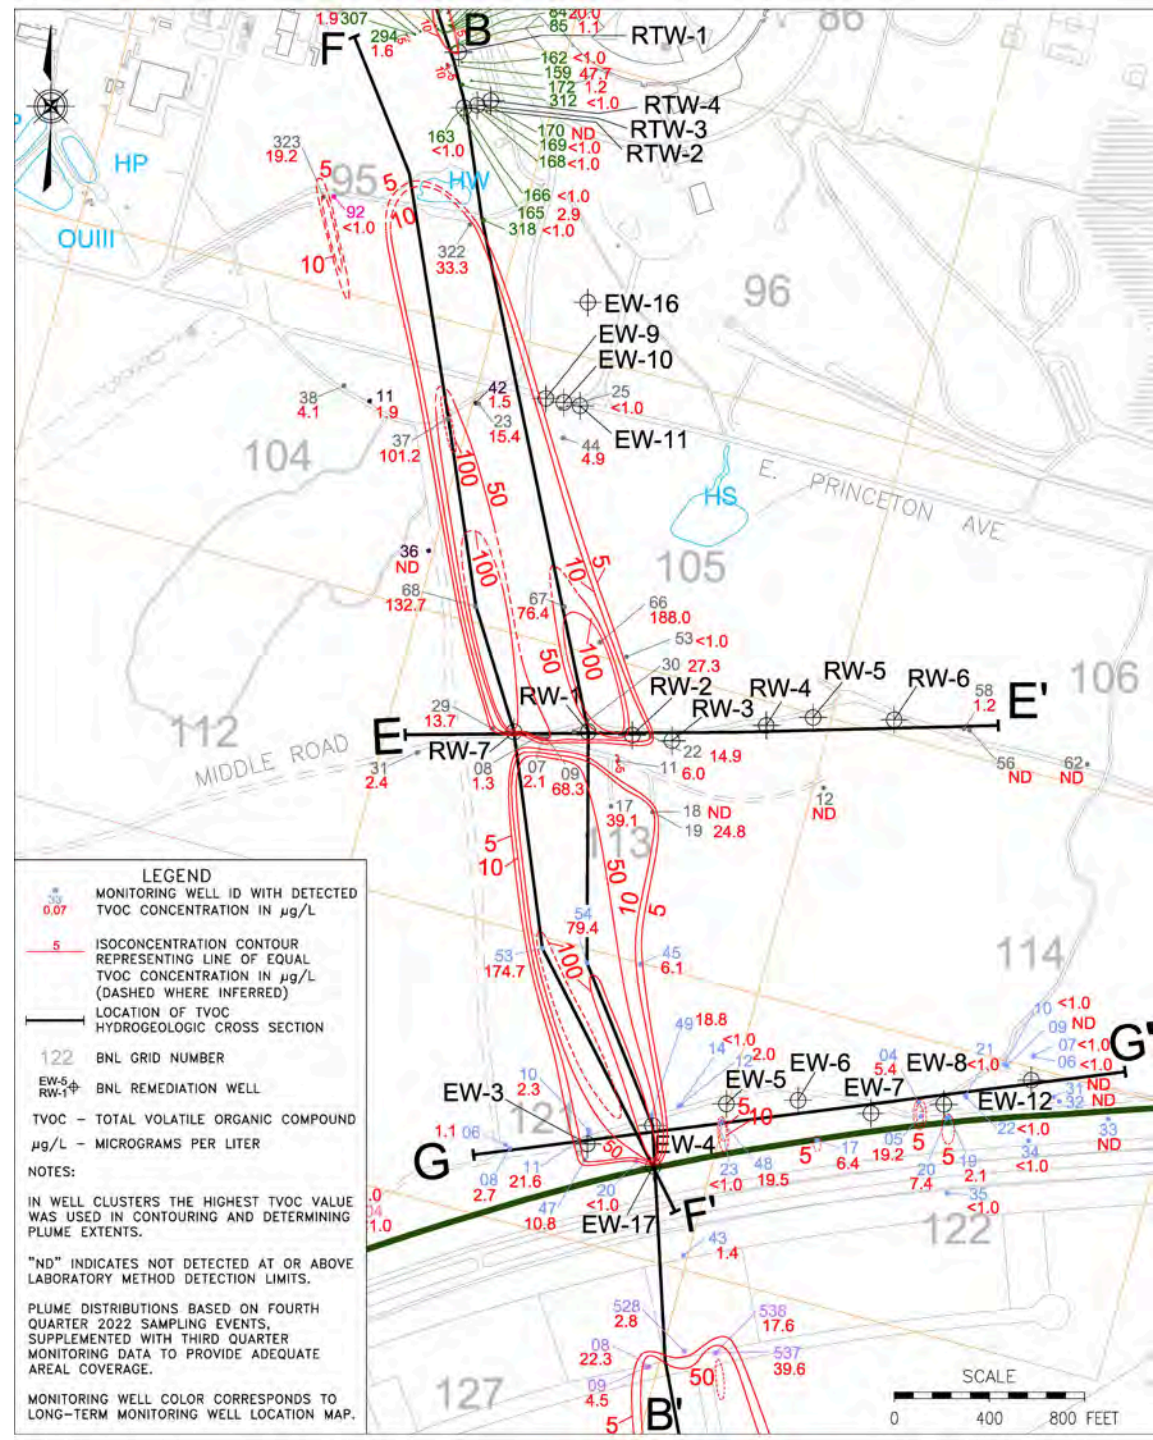 84 20.0
1.9 307
85 1.1
86
B
RTW-1
F
294
1.6
5
10
5
10
162 <1.0
159 47.7
172 1.2
312 <1.0
RTW-4
RTW-3
RTW-2
163
<1.0
170 ND
169 <1.0
168 <1.0
323
19.2
HP
5
95
5
HW
166 <1.0
165 2.9
318 <1.0
92
<1.0
10
OUIII
10
322
33.3
96
EW-16
EW-9
EW-10
38
4.1
11
1.9
42
1.5
23
15.4
25
<1.0
EW-11
37
101.2
44
4.9
104
100
50
HS
E. PRINCETON AVE
36
ND
100
10
5
105
68
132.7
67
76.4
66
188.0
53 <1.0
50
100
30 27.3
RW-5
RW-2
RW-4
RW-6
106
RW-1
RW-3
58
1.2
E'
29
13.7
112
E
RW-7
22 14.9
MIDDLE ROAD
31
2.4
08
1.3
07
2.1
09
68.3
5
11 6.0
56
ND
62
ND
17
39.1
18 ND
19 24.8
12
ND
5
10
113
50
10
5
54
79.4
53
174.7
100
45
6.1
114
49 18.8
<1.0
14
12 2.0
10 <1.0
09 ND
07 <1.0
06 <1.0
G'
EW-6
04
5.4
EW-8
21
<1.0
EW-5
EW-7
EW-12
31 ND
32 ND
EW-3
10
2.3
5
10
121
1.1 06
G
EW-4
22 <1.0
33
ND
50
11
21.6
08
2.7
23
<1.0
48
19.5
5
17
6.4
05
19.2
5
5
20
7.4
19
2.1
34
<1.0
20
<1.0
47
10.8
35
<1.0
EW-17
F'
122
43
1.4
528
2.8
538
17.6
08
22.3
537
39.6
09
4.5
50
127
5
B'
LEGEND
33
0.07
MONITORING WELL ID WITH DETECTED
TVOC CONCENTRATION IN µg/L
5
ISOCONCENTRATION CONTOUR
REPRESENTING LINE OF EQUAL
TVOC CONCENTRATION IN µg/L
(DASHED WHERE INFERRED)
LOCATION OF TVOC
HYDROGEOLOGIC CROSS SECTION
122 BNL GRID NUMBER
EW-5
RW-1
BNL REMEDIATION WELL
TVOC – TOTAL VOLATILE ORGANIC COMPOUND
µg/L – MICROGRAMS PER LITER
NOTES:
IN WELL CLUSTERS THE HIGHEST TVOC VALUE
WAS USED IN CONTOURING AND DETERMINING
PLUME EXTENTS.
"ND" INDICATES NOT DETECTED AT OR ABOVE
LABORATORY METHOD DETECTION LIMITS.
PLUME DISTRIBUTIONS BASED ON FOURTH
QUARTER 2022 SAMPLING EVENTS,
SUPPLEMENTED WITH THIRD QUARTER
MONITORING DATA TO PROVIDE ADEQUATE
AREAL COVERAGE.
MONITORING WELL COLOR CORRESPONDS TO
LONG-TERM MONITORING WELL LOCATION MAP.
SCALE
0 400 800 FEET